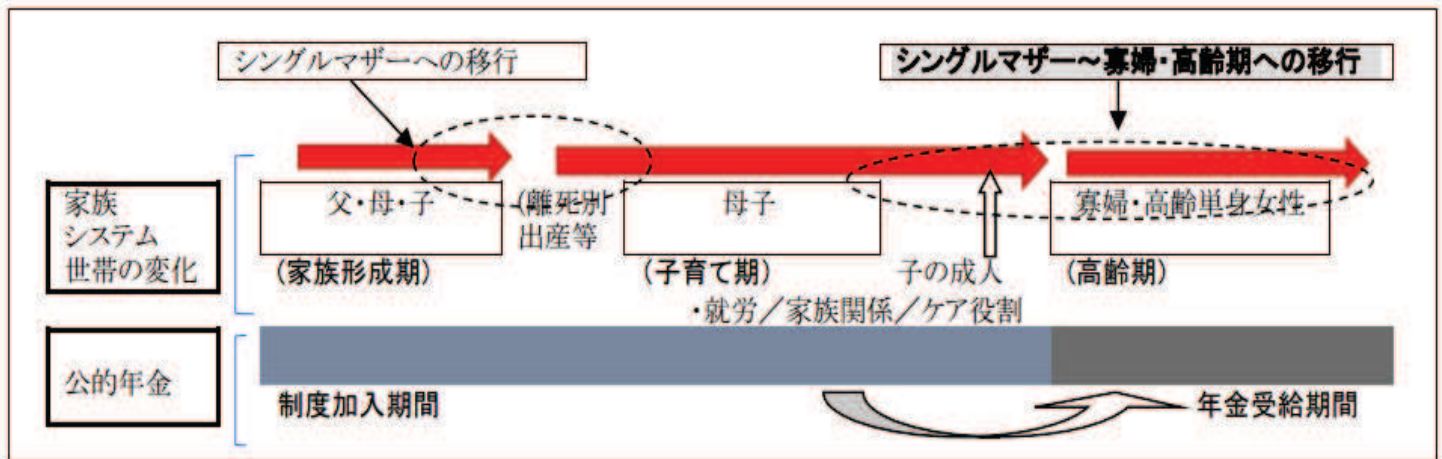 シングルマザーへの移行
シングルマザー～寡婦・高齢期への移行
家族
システム
世帯の変化
父・母・子
(離死別
出産等
母子
寡婦・高齢単身女性
(家族形成期)
(子育て期)
子の成人
(高齢期)
・就労／家族関係／ケア役割
公的年金
制度加入期間
年金受給期間